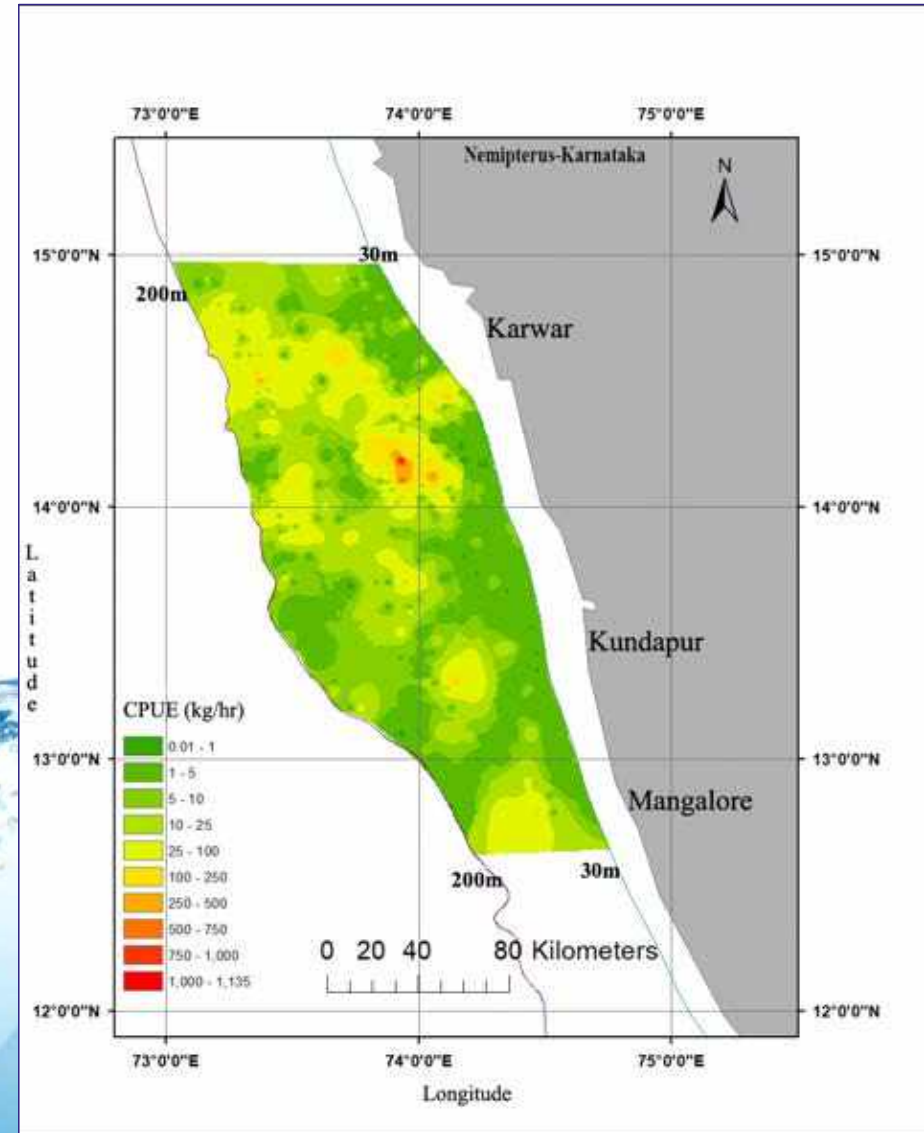 73°0'0"E 74°0'0"E 75°0'0"E
Nemipterus-Karnataka
N
15°0'0"N 15°0'0"N
30m
200m
Karwar
14°0'0"N 14°0'0"N
Latitude
Kundapur
CPUE (kg/hr)
0.01 - 1
13°0'0"N 13°0'0"N
1 - 5
5 - 10
Mangalore
10 - 25
25 - 100
200m 30m
100 - 250
250 - 500
500 - 750
0 20 40 80 Kilometers
750 - 1,000
1,000 - 1,135
12°0'0"N 12°0'0"N
73°0'0"E 74°0'0"E 75°0'0"E
Longitude